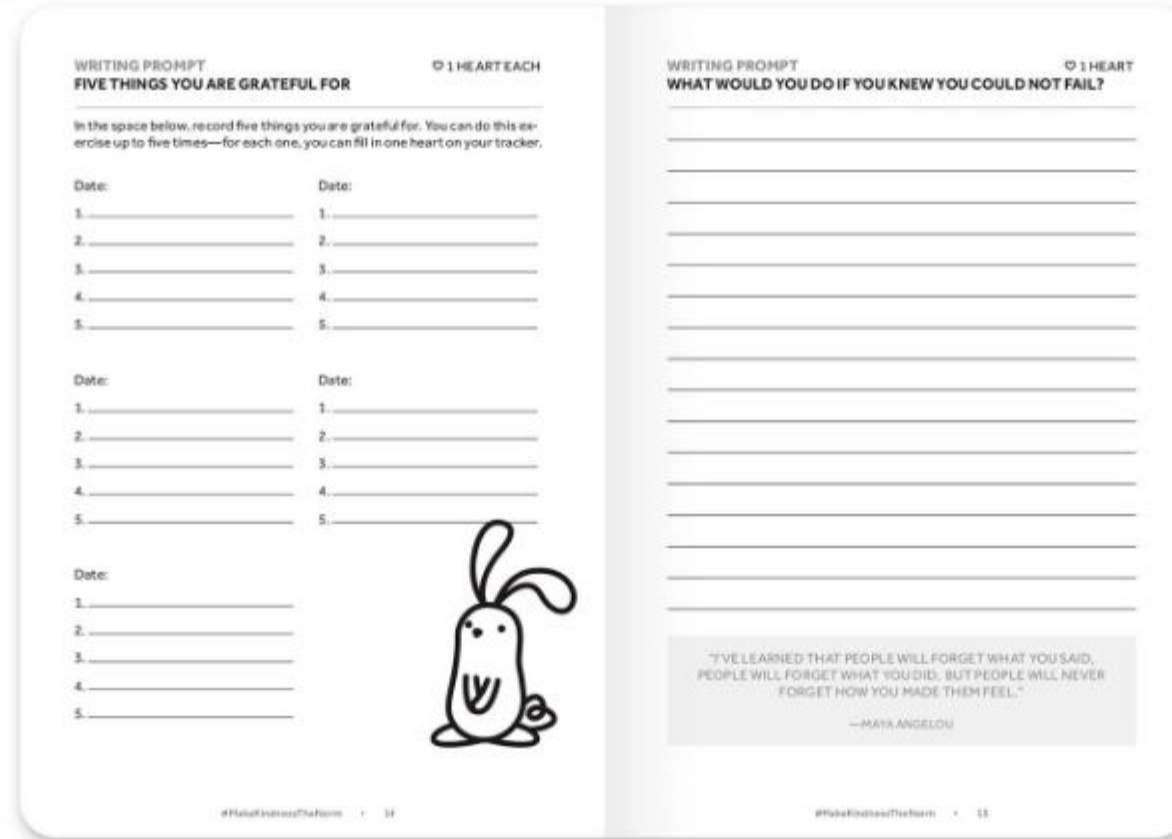 WRITING PROMPT
♡ 1 HEART EACH
FIVE THINGS YOU ARE GRATEFUL FOR
In the space below, record five things you are grateful for. You can do this ex-
ercise up to five times—for each one, you can fill in one heart on your tracker.
Date:
1.
2.
3.
4.
5.
Date:
1.
2.
3.
4.
5.
Date:
1.
2.
3.
4.
5.
Date:
1.
2.
3.
4.
5.
Date:
1.
2.
3.
4.
5.
#MakeKindnessTheNorm •
WRITING PROMPT
♡ 1 HEART
WHAT WOULD YOU DO IF YOU KNEW YOU COULD NOT FAIL?
"I'VE LEARNED THAT PEOPLE WILL FORGET WHAT YOU SAID,
PEOPLE WILL FORGET WHAT YOU DID, BUT PEOPLE WILL NEVER
FORGET HOW YOU MADE THEM FEEL."
—MAYA ANGELOU
#MakeKindnessTheNorm •